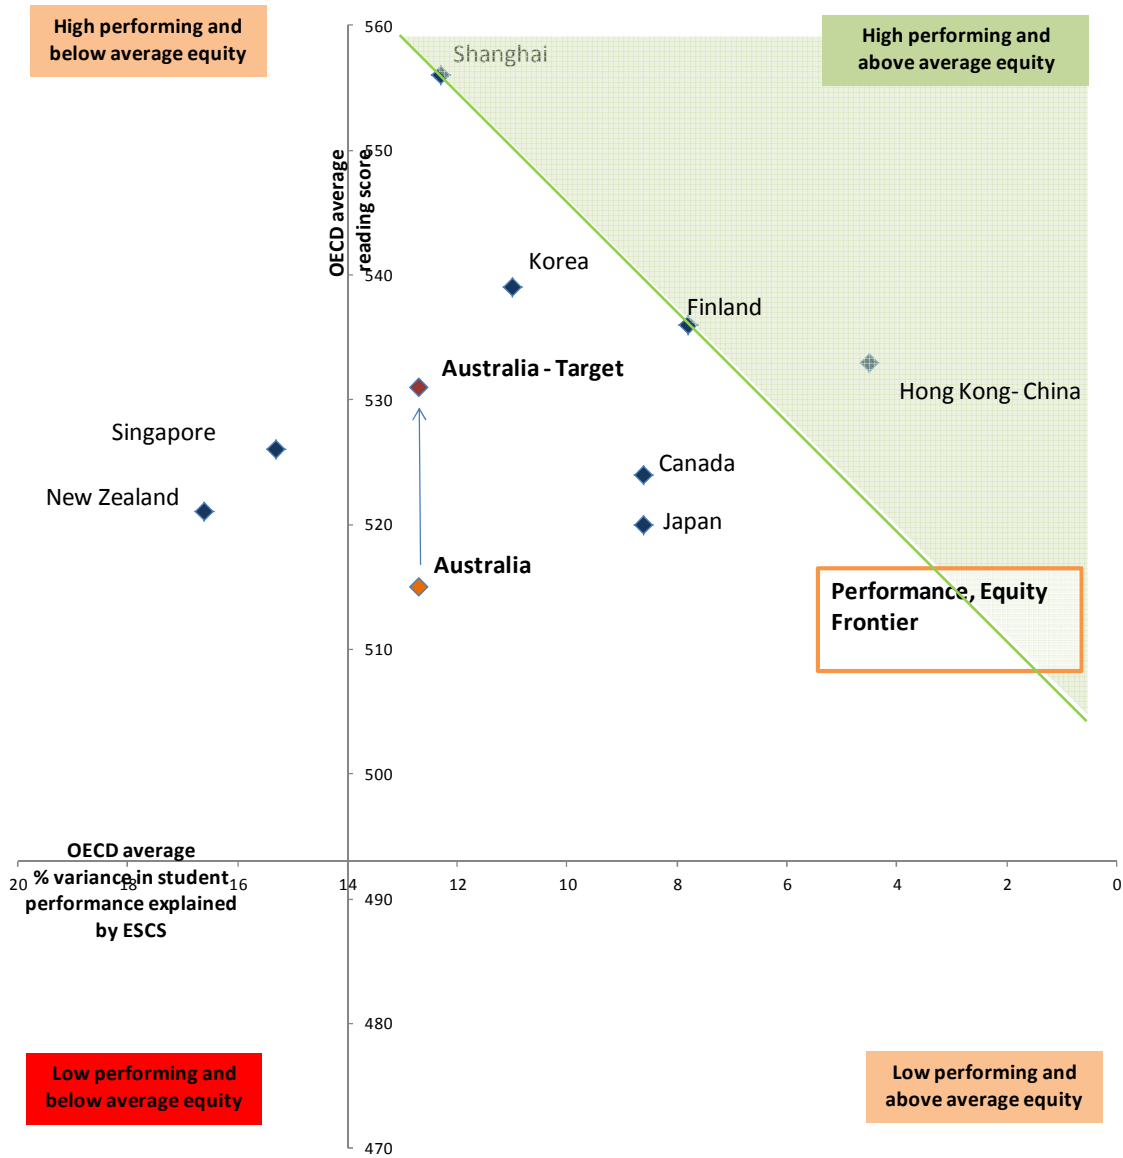 High performing and
below average equity
560
High performing and
above average equity
Shanghai
550
OECD average
reading score
540
Korea
Finland
Australia - Target
Hong Kong- China
530
Singapore
Canada
New Zealand
520
Japan
Australia
Performance, Equity
Frontier
510
500
OECD average
% variance in student
performance explained
by ESCS
20
16
14
12
10
8
6
4
2
0
490
480
Low performing and
below average equity
Low performing and
above average equity
470